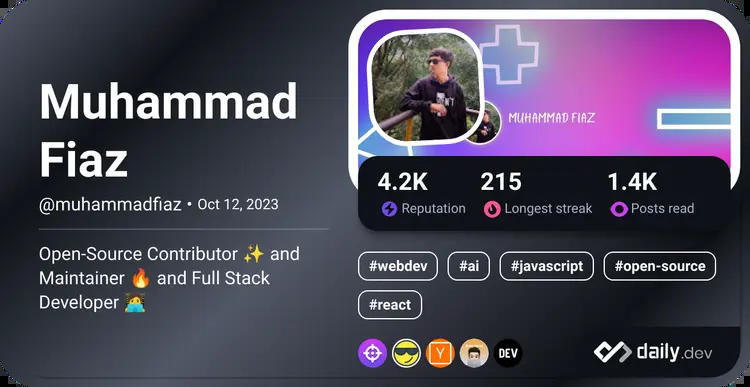 Muhammad
Fiaz
@muhammadfiaz • Oct 12, 2023
Open-Source Contributor ✨ and
Maintainer 🔥 and Full Stack
Developer 🧑‍💻
MUHAMMAD FIAZ
4.2K 215 1.4K
Reputation Longest streak Posts read
#webdev #ai #javascript #open-source
#react
Y DEV
daily.dev